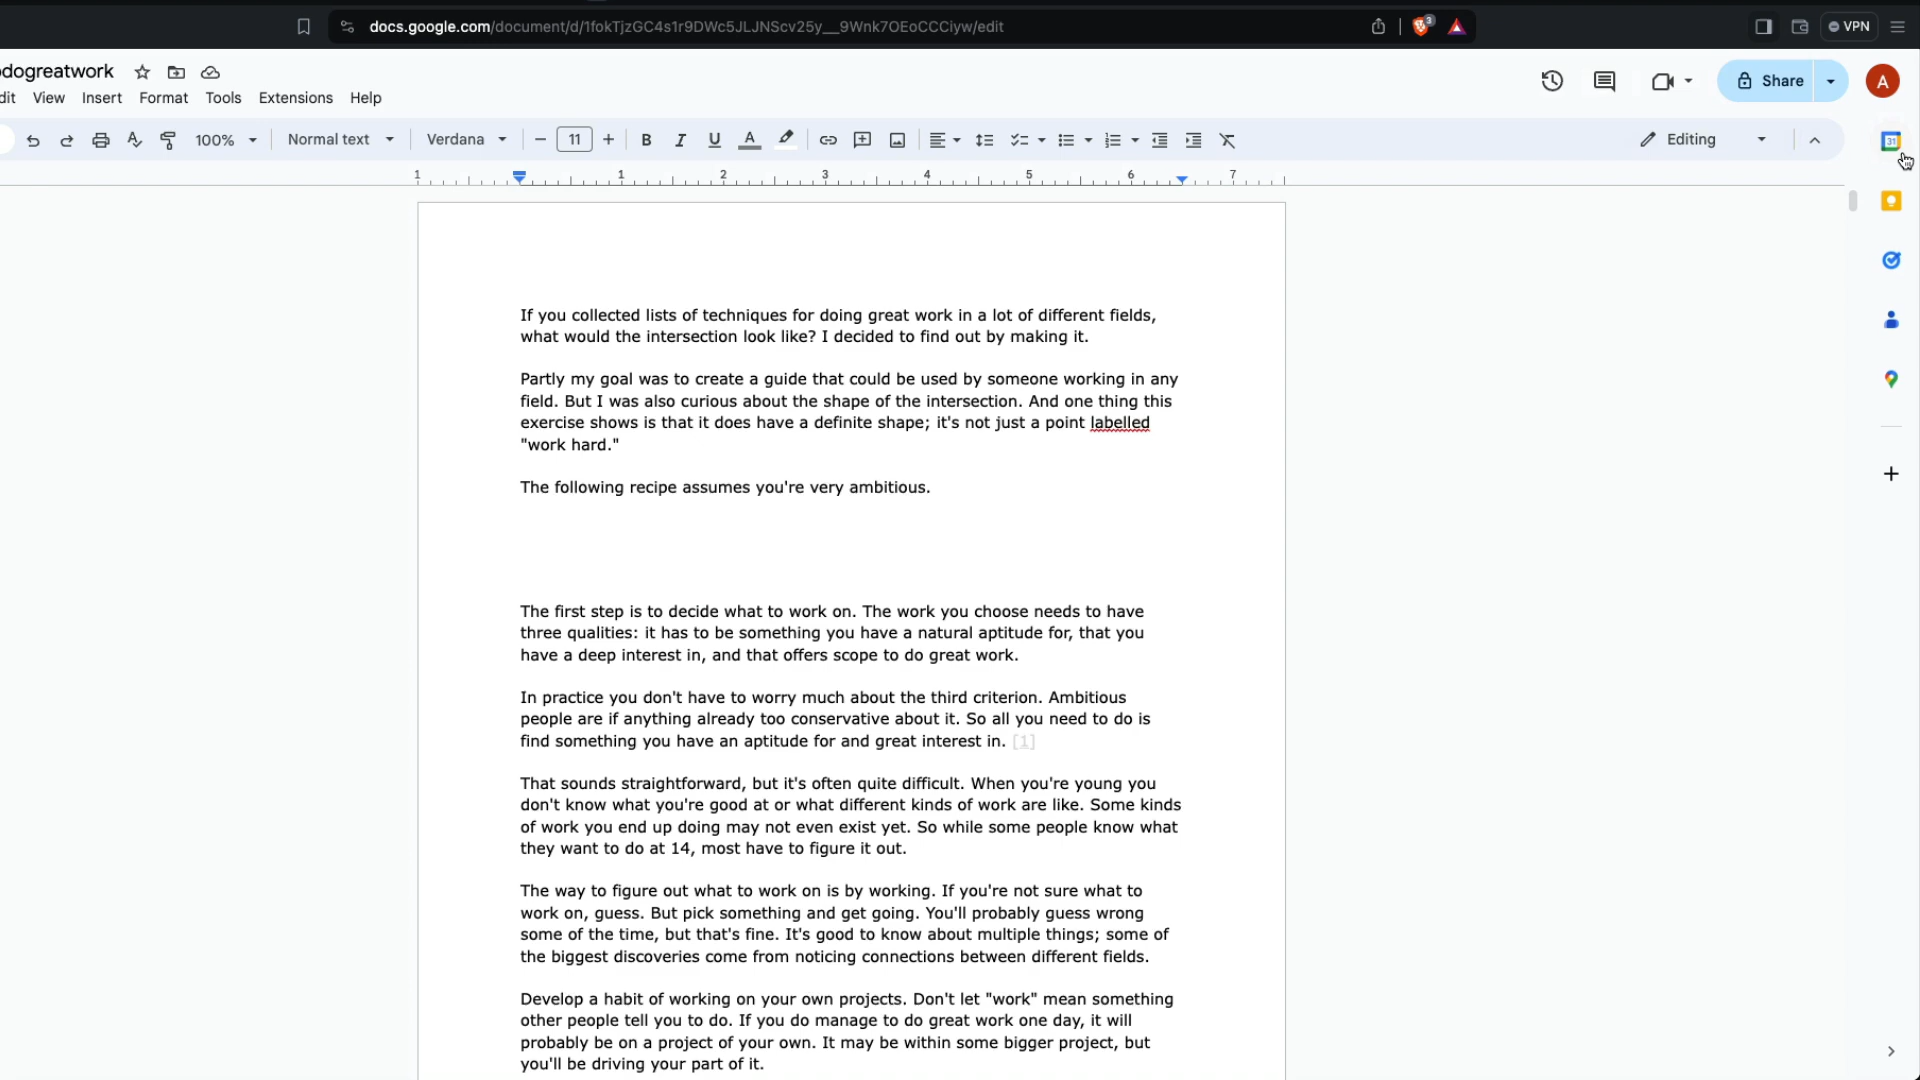 docs.google.com/document/d/1fokTjzGC4s1r9DWc5JLJNScv25y__9Wnk7OEoCCCiyw/edit
3
VPN
odogreatwork
dit View Insert Format Tools Extensions Help
Share
A
100% Normal text Verdana 11 B I U A Editing
31
1 1 2 3 4 5 6 7
If you collected lists of techniques for doing great work in a lot of different fields,
what would the intersection look like? I decided to find out by making it.
Partly my goal was to create a guide that could be used by someone working in any
field. But I was also curious about the shape of the intersection. And one thing this
exercise shows is that it does have a definite shape; it's not just a point labelled
"work hard."
The following recipe assumes you're very ambitious.
The first step is to decide what to work on. The work you choose needs to have
three qualities: it has to be something you have a natural aptitude for, that you
have a deep interest in, and that offers scope to do great work.
In practice you don't have to worry much about the third criterion. Ambitious
people are if anything already too conservative about it. So all you need to do is
find something you have an aptitude for and great interest in. [1]
That sounds straightforward, but it's often quite difficult. When you're young you
don't know what you're good at or what different kinds of work are like. Some kinds
of work you end up doing may not even exist yet. So while some people know what
they want to do at 14, most have to figure it out.
The way to figure out what to work on is by working. If you're not sure what to
work on, guess. But pick something and get going. You'll probably guess wrong
some of the time, but that's fine. It's good to know about multiple things; some of
the biggest discoveries come from noticing connections between different fields.
Develop a habit of working on your own projects. Don't let "work" mean something
other people tell you to do. If you do manage to do great work one day, it will
probably be on a project of your own. It may be within some bigger project, but
you'll be driving your part of it.